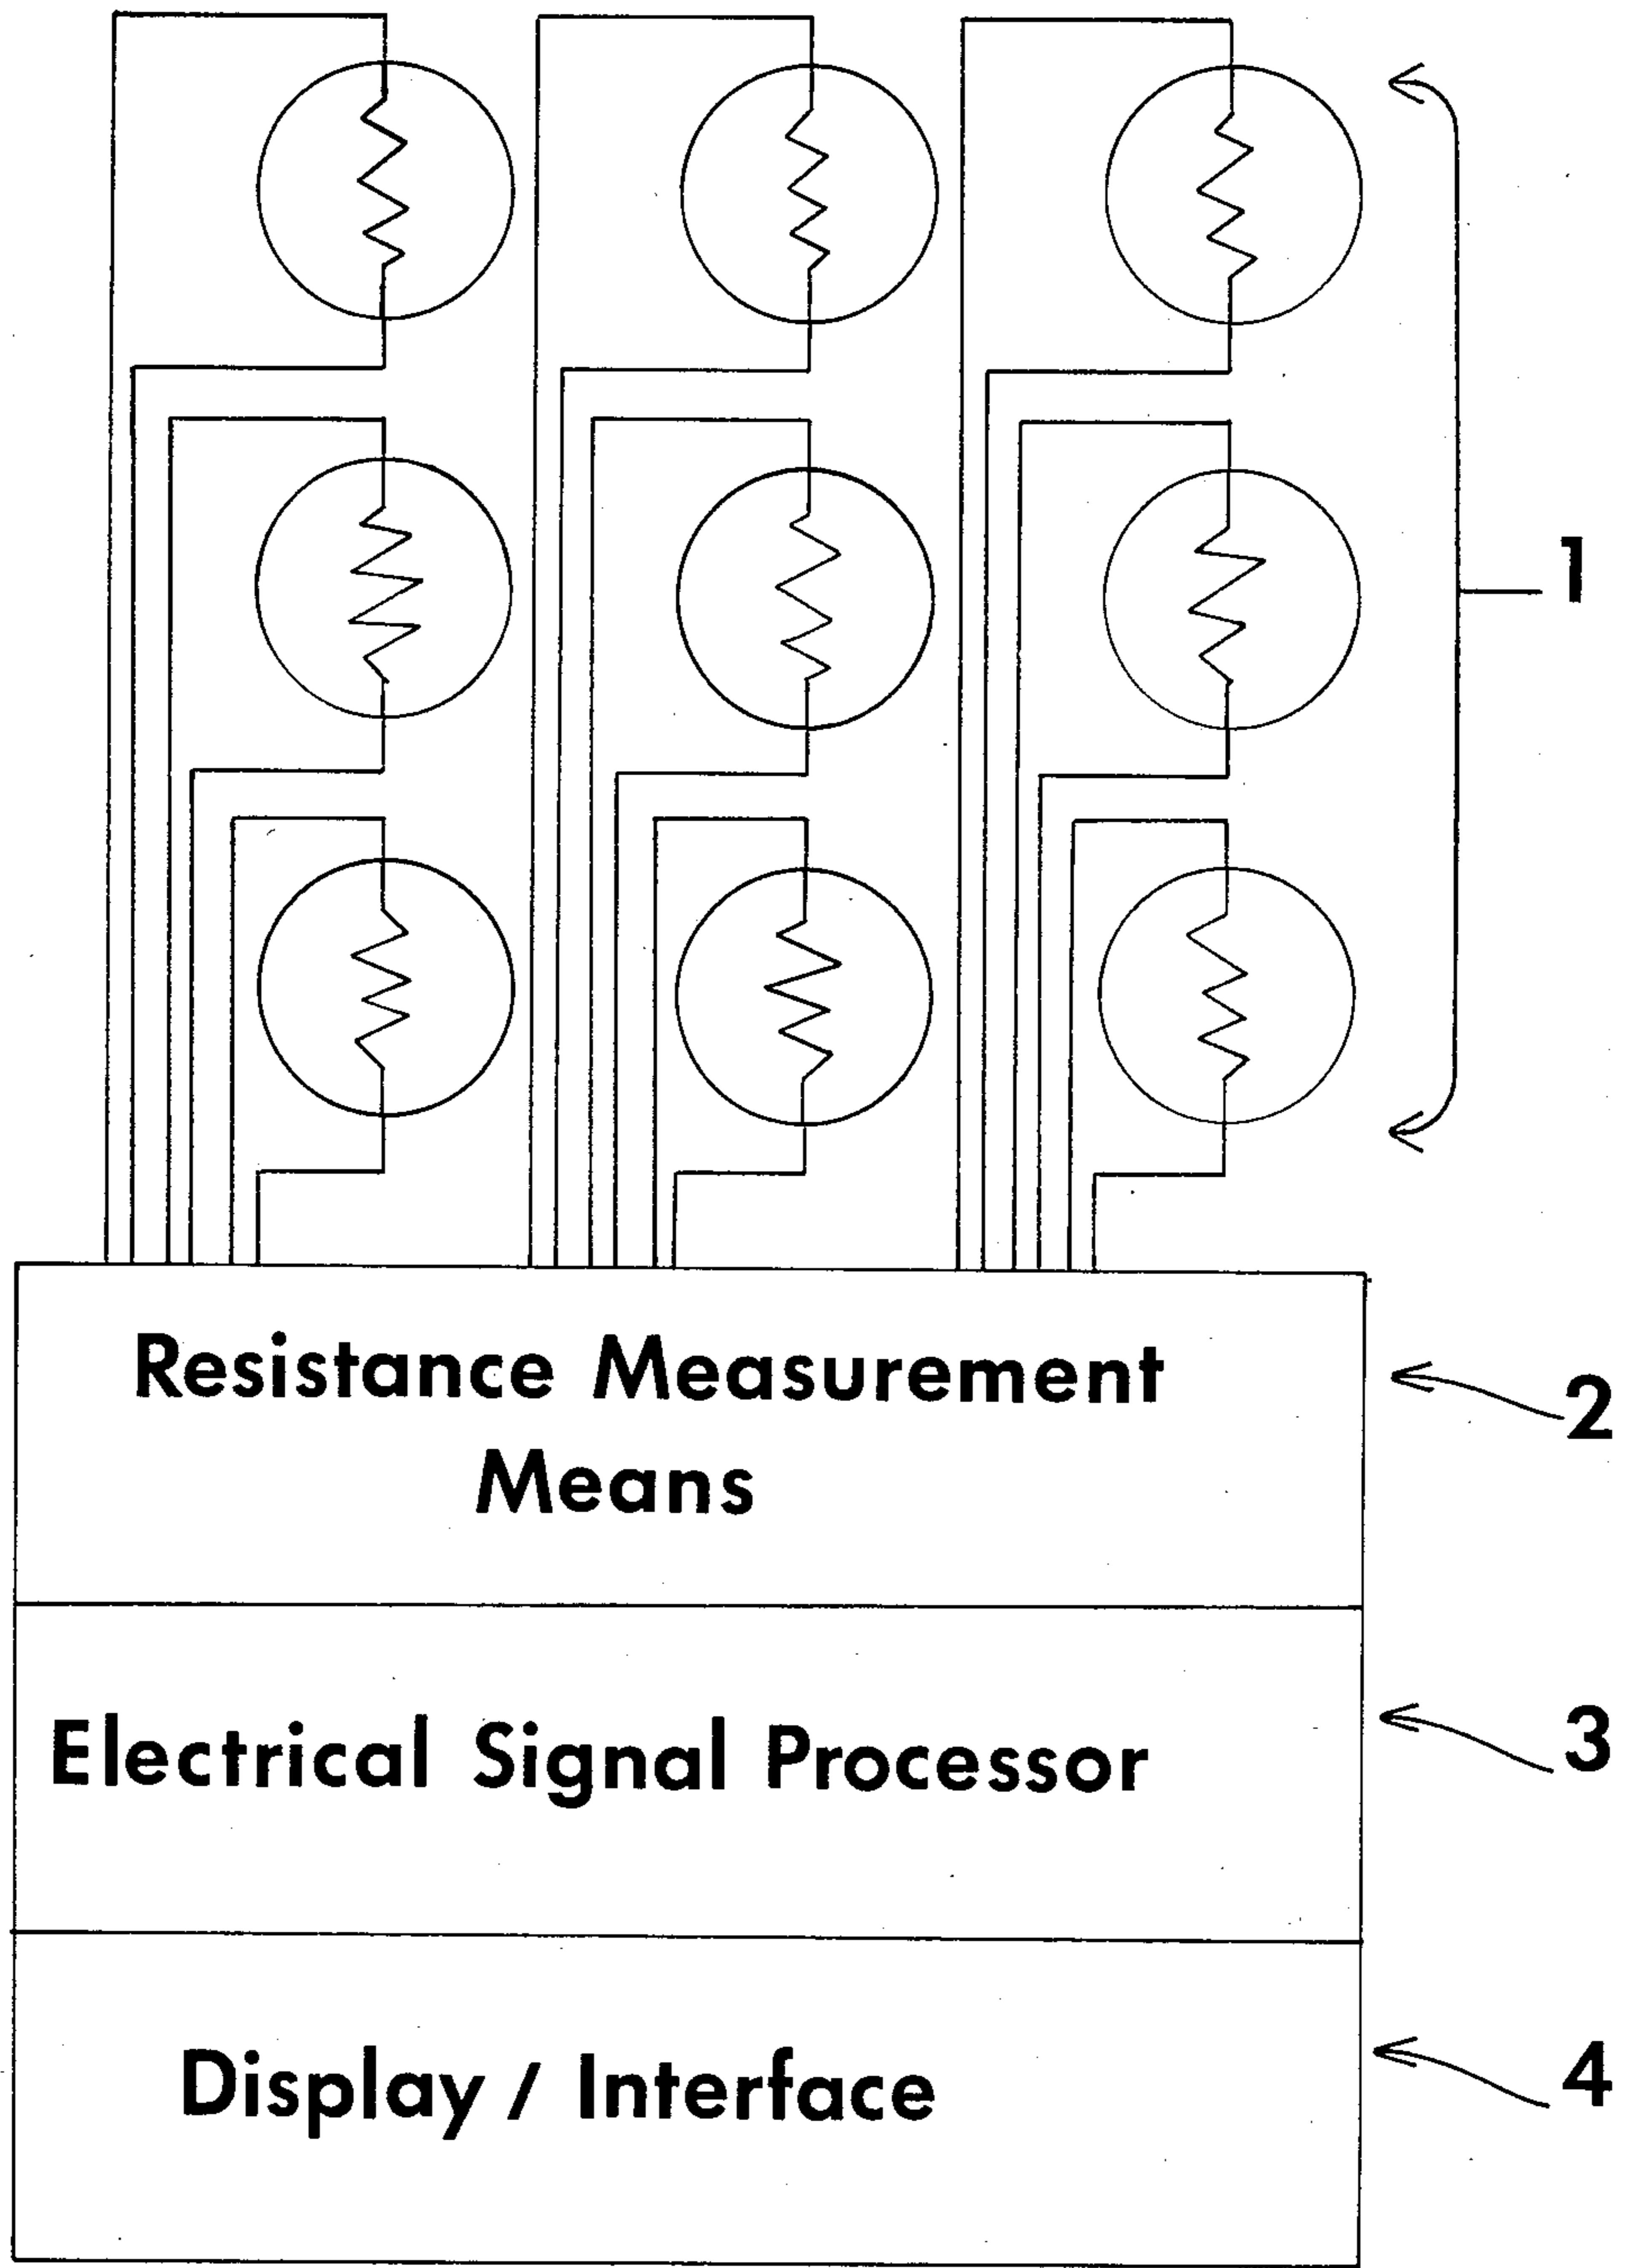 1
Resistance Measurement
Means
2
Electrical Signal Processor
3
Display / Interface
4